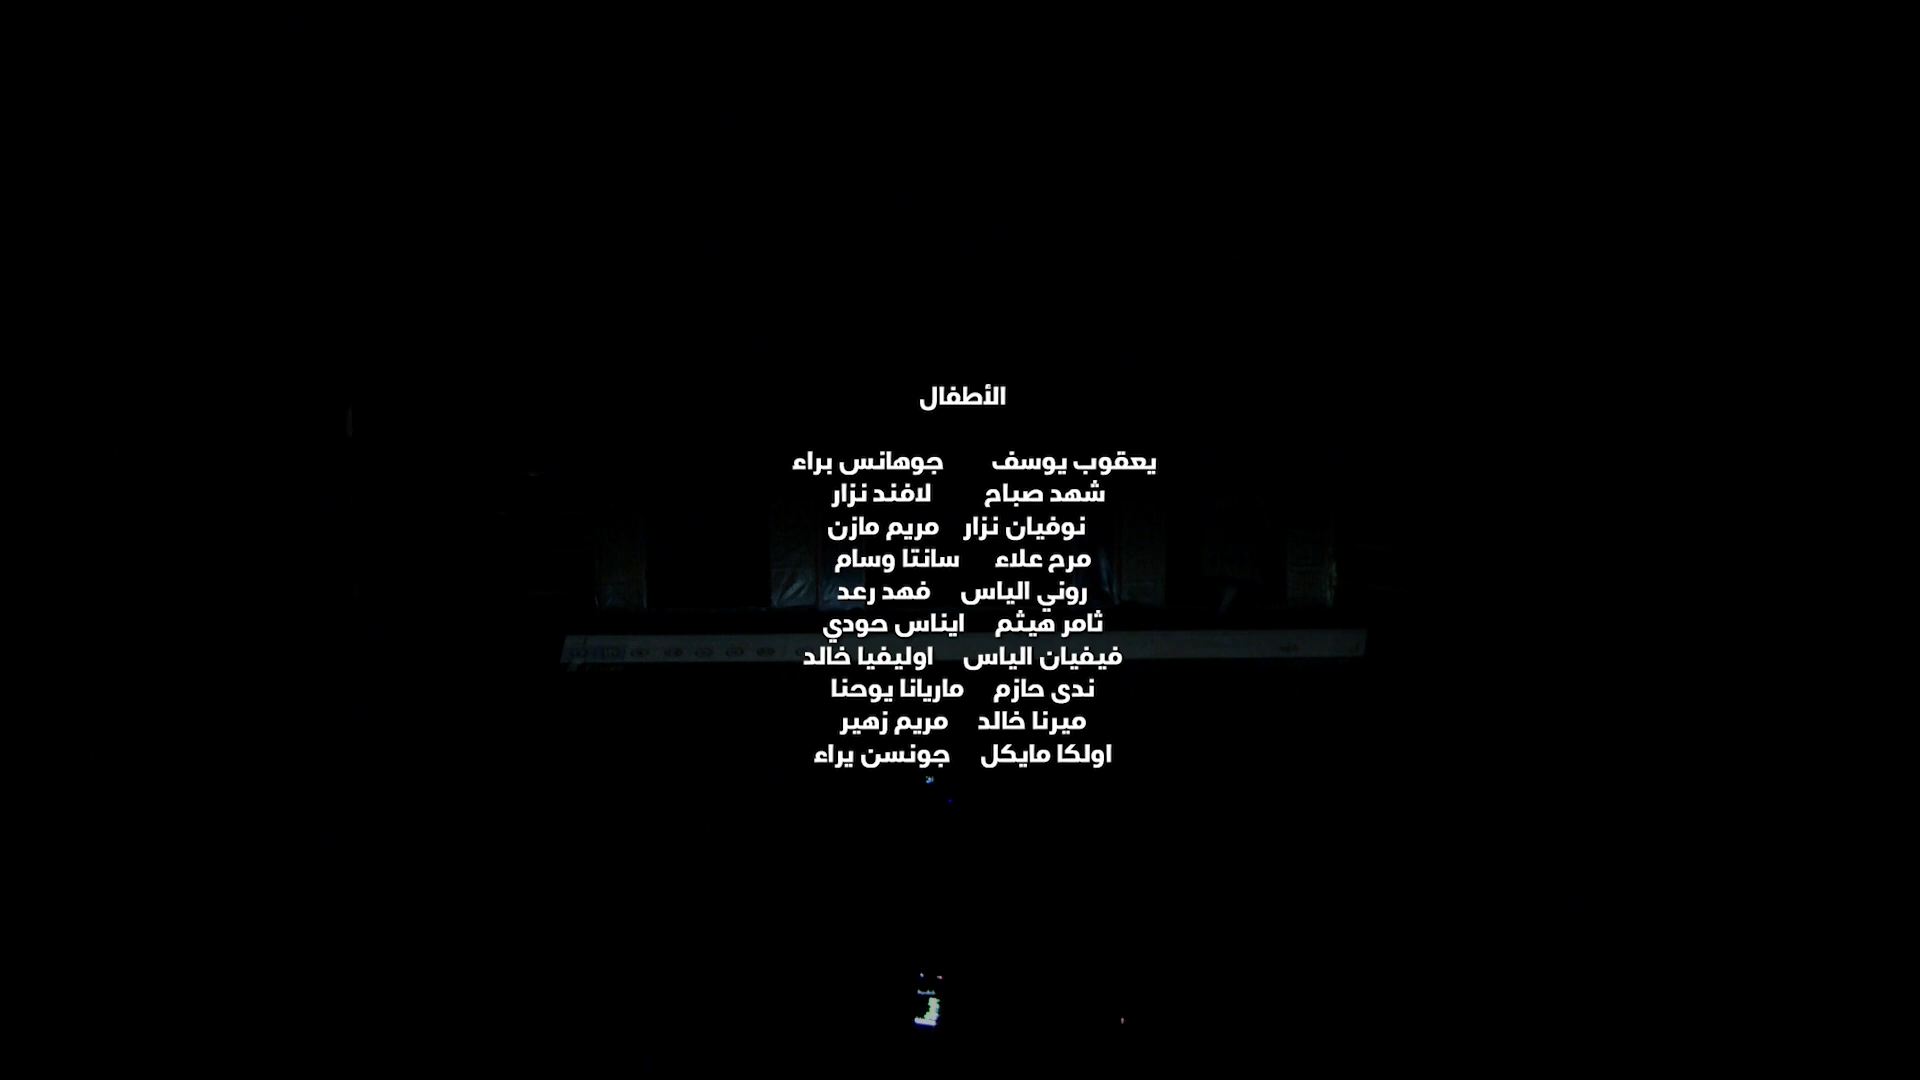 الأطفال
يعقوب يوسف جوهانس براء
شهد صباح لافند نزار
نوفيان نزار مريم مازن
مرح علاء سانتا وسام
روني الياس فهد رعد
ثامر هيثم ايناس حودي
فيفيان الياس اوليفيا خالد
ندى حازم ماريانا يوحنا
ميرنا خالد مريم زهير
اولكا مايكل جونسن يراء